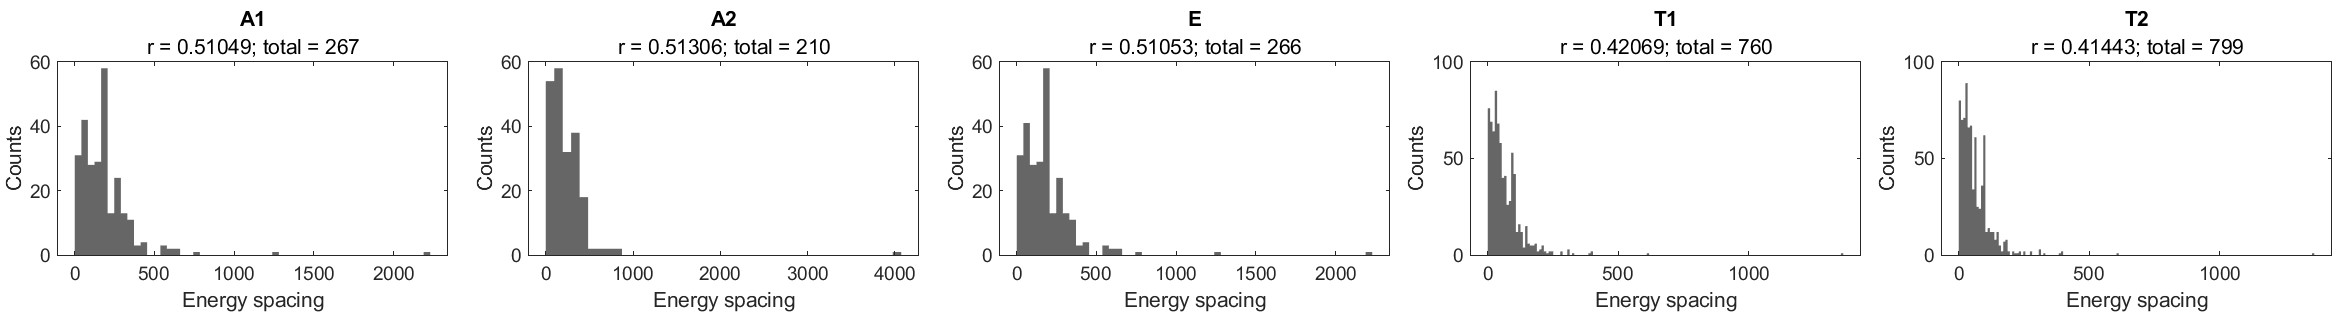 A1
r = 0.51049; total = 267
60
40
20
0
Counts
0 500 1000 1500 2000
Energy spacing
A2
r = 0.51306; total = 210
60
40
20
0
Counts
0 1000 2000 3000 4000
Energy spacing
E
r = 0.51053; total = 266
60
40
20
0
Counts
0 500 1000 1500 2000
Energy spacing
T1
r = 0.42069; total = 760
100
50
0
Counts
0 500 1000
Energy spacing
T2
r = 0.41443; total = 799
100
50
0
Counts
0 500 1000
Energy spacing